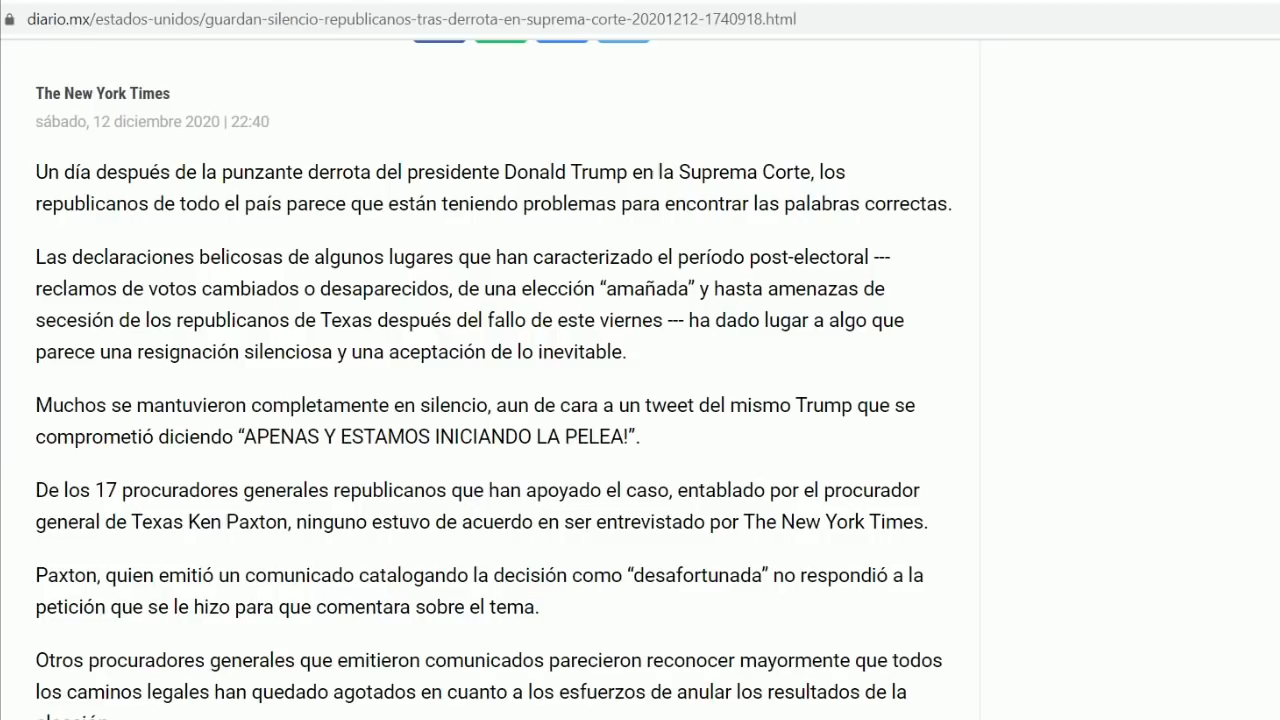 diario.mx/estados-unidos/guardan-silencio-republicanos-tras-derrota-en-suprema-corte-20201212-1740918.html
The New York Times
sábado, 12 diciembre 2020 | 22:40
Un día después de la punzante derrota del presidente Donald Trump en la Suprema Corte, los
republicanos de todo el país parece que están teniendo problemas para encontrar las palabras correctas.
Las declaraciones belicosas de algunos lugares que han caracterizado el período post-electoral ---
reclamos de votos cambiados o desaparecidos, de una elección “amañada” y hasta amenazas de
secesión de los republicanos de Texas después del fallo de este viernes --- ha dado lugar a algo que
parece una resignación silenciosa y una aceptación de lo inevitable.
Muchos se mantuvieron completamente en silencio, aun de cara a un tweet del mismo Trump que se
comprometió diciendo “APENAS Y ESTAMOS INICIANDO LA PELEA!”.
De los 17 procuradores generales republicanos que han apoyado el caso, entablado por el procurador
general de Texas Ken Paxton, ninguno estuvo de acuerdo en ser entrevistado por The New York Times.
Paxton, quien emitió un comunicado catalogando la decisión como “desafortunada” no respondió a la
petición que se le hizo para que comentara sobre el tema.
Otros procuradores generales que emitieron comunicados parecieron reconocer mayormente que todos
los caminos legales han quedado agotados en cuanto a los esfuerzos de anular los resultados de la